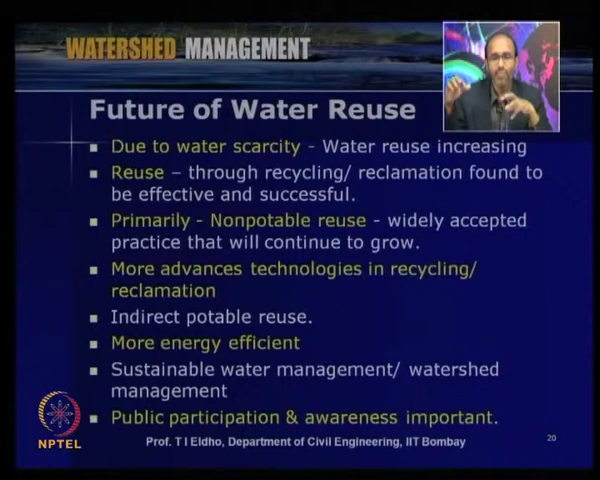 WATERSHED MANAGEMENT
Future of Water Reuse
Due to water scarcity - Water reuse increasing
Reuse – through recycling/ reclamation found to
be effective and successful.
Primarily - Nonpotable reuse - widely accepted
practice that will continue to grow.
More advances technologies in recycling/
reclamation
Indirect potable reuse.
More energy efficient
Sustainable water management/ watershed
management
Public participation & awareness important.
NPTEL
Prof. T I Eldho, Department of Civil Engineering, IIT Bombay
20